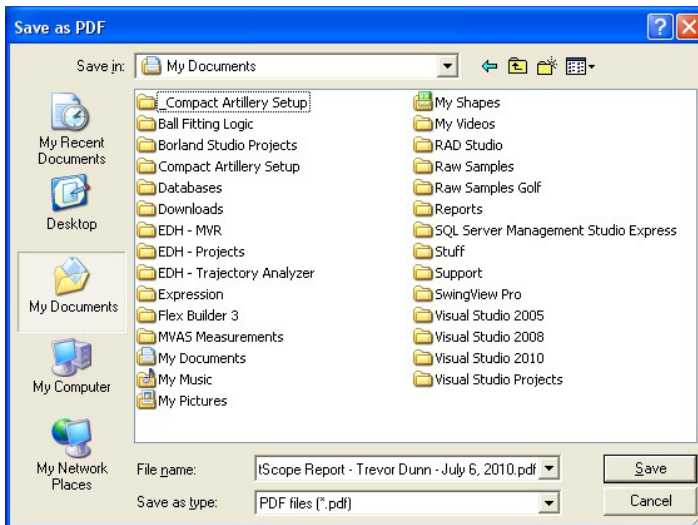 Save as PDF
Save in:
My Documents
My Recent
Documents
Desktop
My Documents
My Computer
My Network
Places
_Compact Artillery Setup
Ball Fitting Logic
Borland Studio Projects
Compact Artillery Setup
Databases
Downloads
EDH - MVR
EDH - Projects
EDH - Trajectory Analyzer
Expression
Flex Builder 3
MVAS Measurements
My Documents
My Music
My Pictures
My Shapes
My Videos
RAD Studio
Raw Samples
Raw Samples Golf
Reports
SQL Server Management Studio Express
Stuff
Support
SwingView Pro
Visual Studio 2005
Visual Studio 2008
Visual Studio 2010
Visual Studio Projects
File name:
tScope Report - Trevor Dunn - July 6, 2010.pdf
Save
Save as type:
PDF files (*.pdf)
Cancel